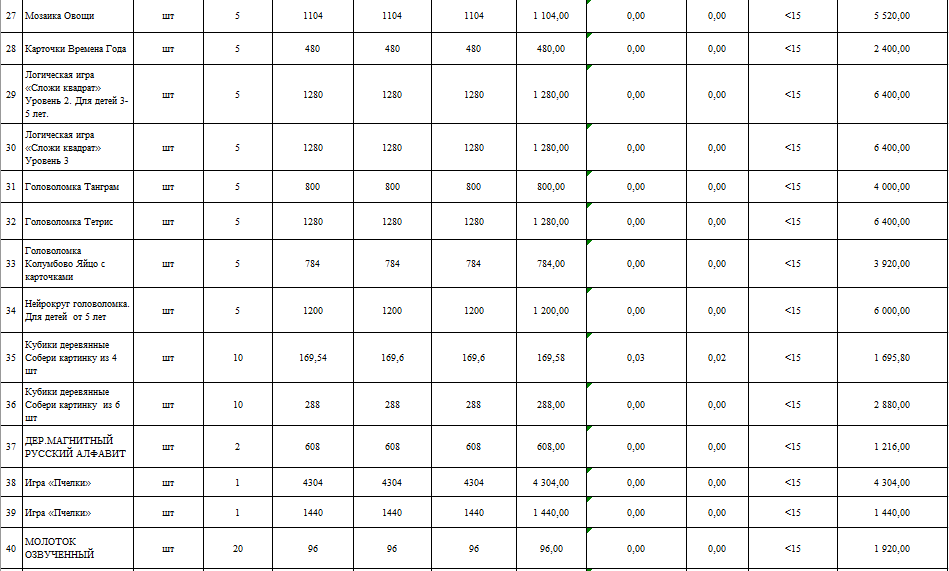 27 Мозаика Овощи шт 5 1104 1104 1104 1 104,00 0,00 0,00 <15 5 520,00
28 Карточки Времена Года шт 5 480 480 480 480,00 0,00 0,00 <15 2 400,00
Логическая игра
«Сложи квадрат»
29 Уровень 2. Для детей 3- шт 5 1280 1280 1280 1 280,00 0,00 0,00 <15 6 400,00
5 лет.
Логическая игра
30 «Сложи квадрат» шт 5 1280 1280 1280 1 280,00 0,00 0,00 <15 6 400,00
Уровень 3
31 Головоломка Танграм шт 5 800 800 800 800,00 0,00 0,00 <15 4 000,00
32 Головоломка Тетрис шт 5 1280 1280 1280 1 280,00 0,00 0,00 <15 6 400,00
Головоломка
33 Колумбово Яйцо с шт 5 784 784 784 784,00 0,00 0,00 <15 3 920,00
карточками
34 Нейрокруг головоломка. шт 5 1200 1200 1200 1 200,00 0,00 0,00 <15 6 000,00
Для детей от 5 лет
Кубики деревянные
35 Собери картинку из 4 шт 10 169,54 169,6 169,6 169,58 0,03 0,02 <15 1 695,80
шт
Кубики деревянные
36 Собери картинку из 6 шт 10 288 288 288 288,00 0,00 0,00 <15 2 880,00
шт
37 ДЕР.МАГНИТНЫЙ шт 2 608 608 608 608,00 0,00 0,00 <15 1 216,00
РУССКИЙ АЛФАВИТ
38 Игра «Пчелки» шт 1 4304 4304 4304 4 304,00 0,00 0,00 <15 4 304,00
39 Игра «Пчелки» шт 1 1440 1440 1440 1 440,00 0,00 0,00 <15 1 440,00
40 МОЛОТОК шт 20 96 96 96 96,00 0,00 0,00 <15 1 920,00
ОЗВУЧЕННЫЙ